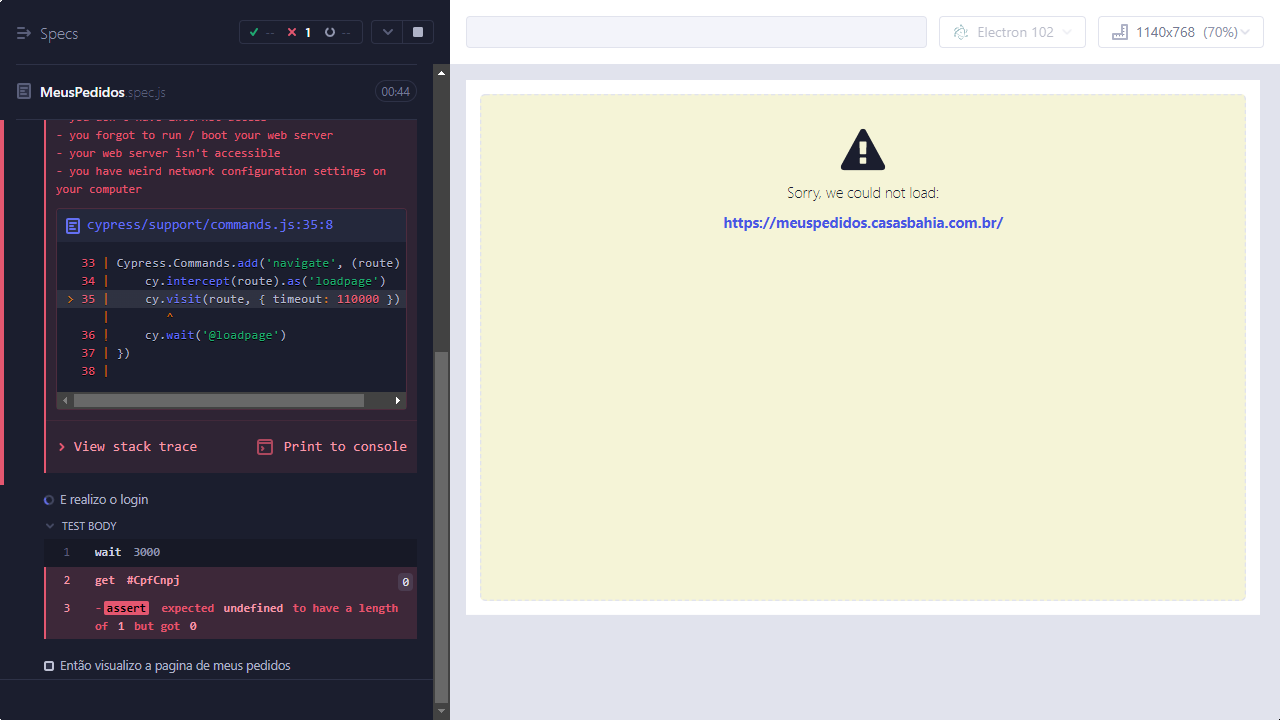 Specs
-- 1 --
MeusPedidos.spec.js
00:44
- you forgot to run / boot your web server
- your web server isn't accessible
- you have weird network configuration settings on
your computer
cypress/support/commands.js:35:8
33 | Cypress.Commands.add('navigate', (route)
34 | cy.intercept(route).as('loadpage')
> 35 | cy.visit(route, { timeout: 110000 })
| ^
36 | cy.wait('@loadpage')
37 | })
38 |
View stack trace
Print to console
E realizo o login
TEST BODY
1 wait 3000
2 get #CpfCnpj 0
3 -assert expected undefined to have a length
of 1 but got 0
Então visualizo a pagina de meus pedidos
Electron 102
1140x768 (70%)
Sorry, we could not load:
https://meuspedidos.casasbahia.com.br/